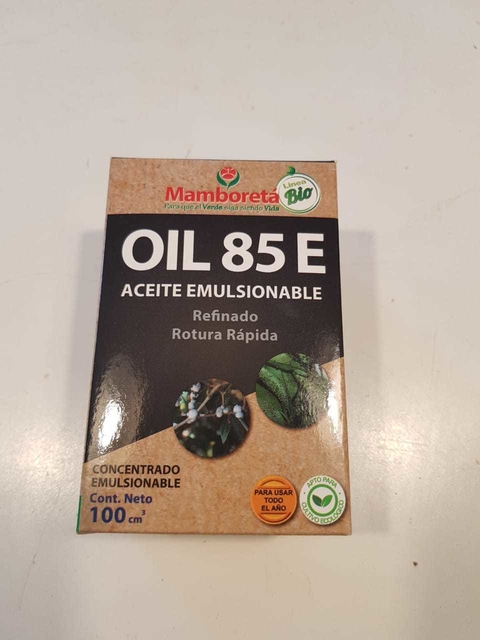 Mamboretá
Para que el Verde siga siendo Vida
Línea
Bio
OIL 85 E
ACEITE EMULSIONABLE
Refinado
Rotura Rápida
CONCENTRADO
EMULSIONABLE
Cont. Neto
100 cm³
PARA USAR
TODO
EL AÑO
APTO PARA
CULTIVO ECOLÓGICO